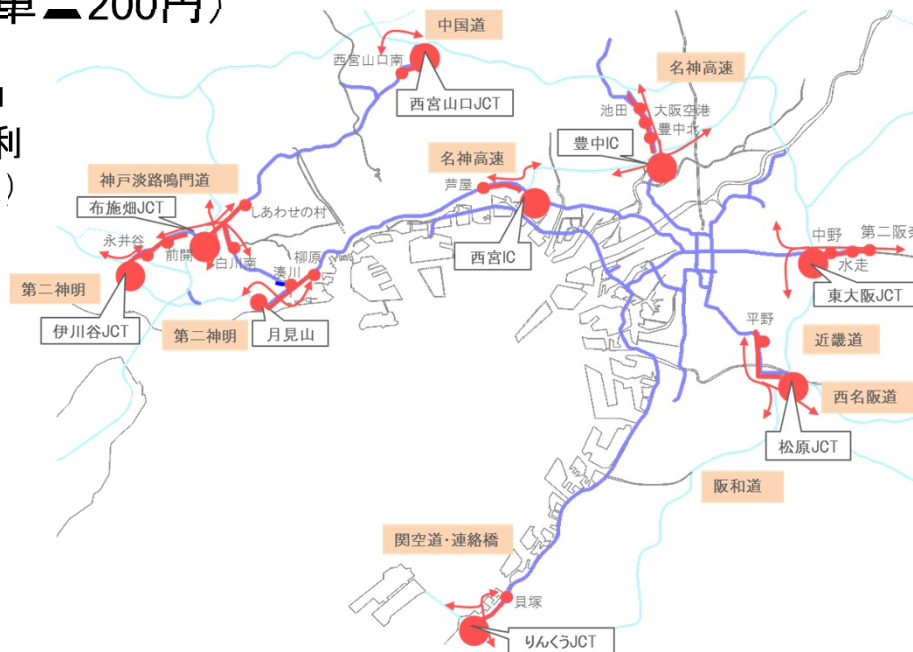 車▲200円）
利
）
中国道
西宮山口南
西宮山口JCT
名神高速
池田
大阪空港
豊中北
豊中IC
名神高速
芦屋
西宮IC
神戸淡路鳴門道
布施畑JCT
しあわせの村
永井谷
前開
白川南
柳原
湊川
第二神明
伊川谷JCT
第二神明
月見山
中野
第二阪奈
水走
東大阪JCT
平野
近畿道
西名阪道
松原JCT
阪和道
関空道・連絡橋
貝塚
りんくうJCT